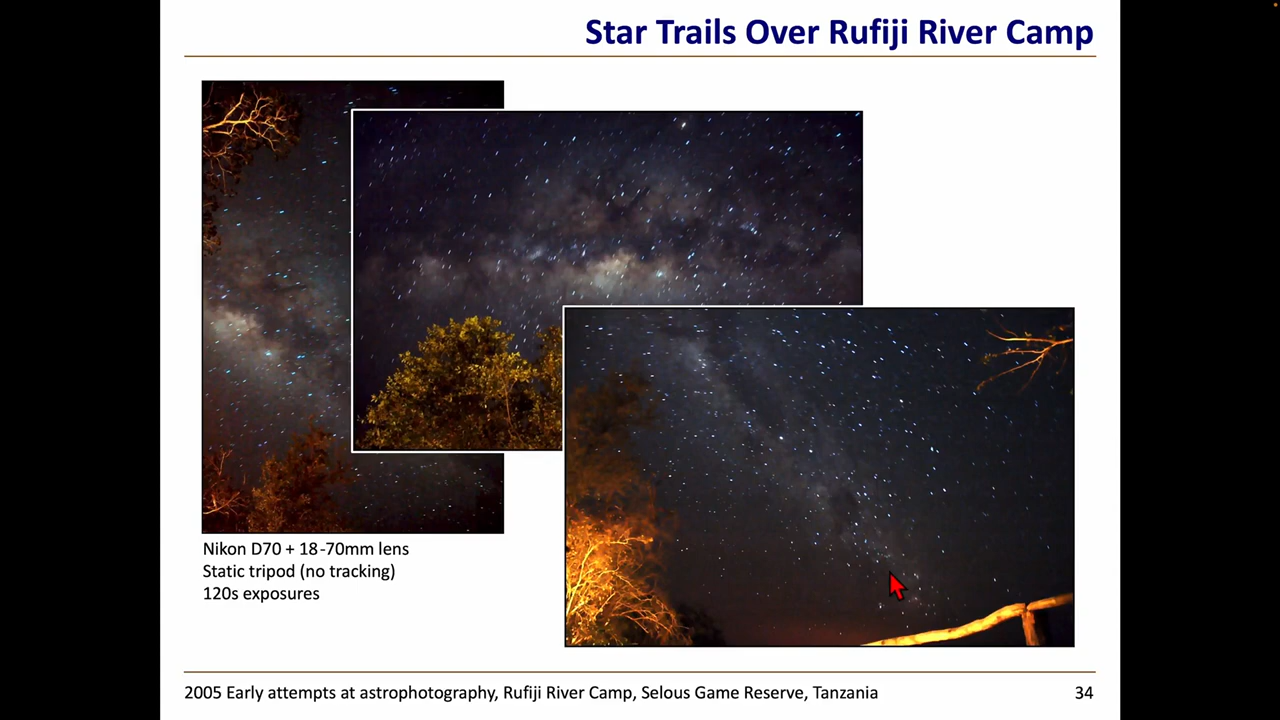 Star Trails Over Rufiji River Camp
Nikon D70 + 18-70mm lens
Static tripod (no tracking)
120s exposures
2005 Early attempts at astrophotography, Rufiji River Camp, Selous Game Reserve, Tanzania
34